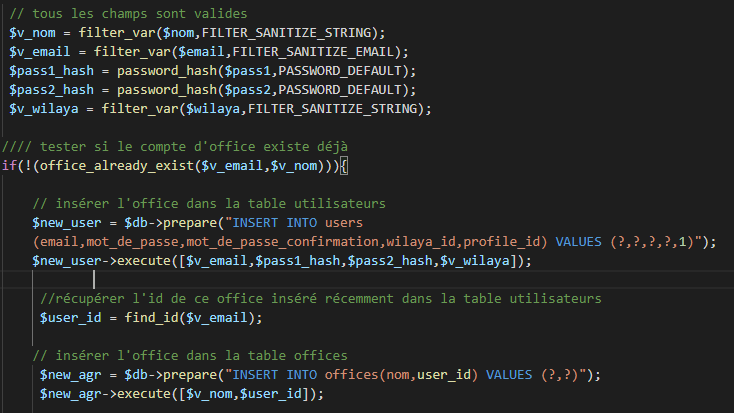 // tous les champs sont valides
$v_nom = filter_var($nom,FILTER_SANITIZE_STRING);
$v_email = filter_var($email,FILTER_SANITIZE_EMAIL);
$pass1_hash = password_hash($pass1,PASSWORD_DEFAULT);
$pass2_hash = password_hash($pass2,PASSWORD_DEFAULT);
$v_wilaya = filter_var($wilaya,FILTER_SANITIZE_STRING);
//// tester si le compte d'office existe déjà
if(!(office_already_exist($v_email,$v_nom))){
// insérer l'office dans la table utilisateurs
$new_user = $db->prepare("INSERT INTO users
(email,mot_de_passe,mot_de_passe_confirmation,wilaya_id,profile_id) VALUES (?,?,?,?,1)");
$new_user->execute([$v_email,$pass1_hash,$pass2_hash,$v_wilaya]);
//récupérer l'id de ce office inséré récemment dans la table utilisateurs
$user_id = find_id($v_email);
// insérer l'office dans la table offices
$new_agr = $db->prepare("INSERT INTO offices(nom,user_id) VALUES (?,?)");
$new_agr->execute([$v_nom,$user_id]);